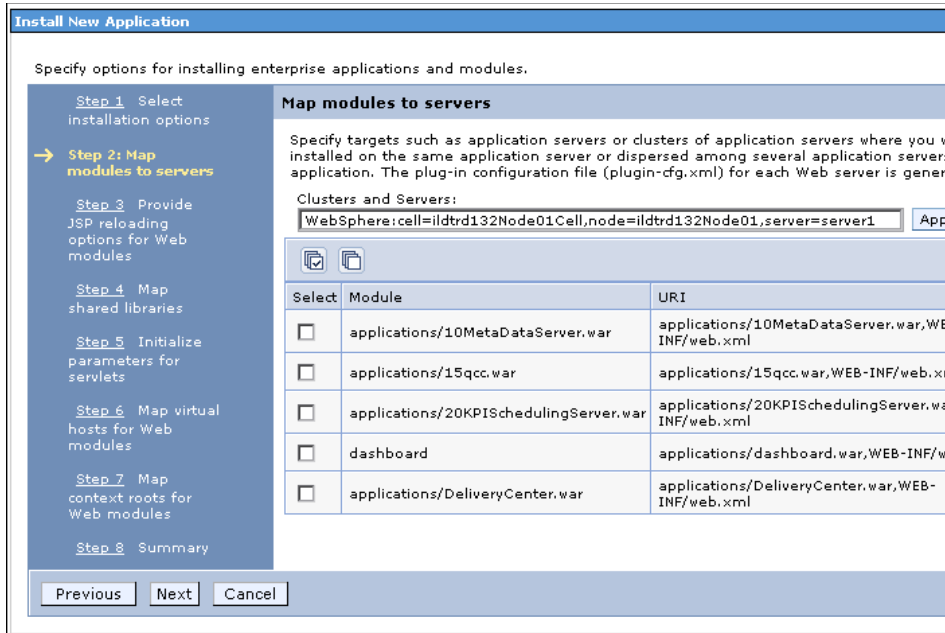 Install New Application
Specify options for installing enterprise applications and modules.
Step 1 Select
installation options
Step 2: Map
modules to servers
Step 3 Provide
JSP reloading
options for Web
modules
Step 4 Map
shared libraries
Step 5 Initialize
parameters for
servlets
Step 6 Map virtual
hosts for Web
modules
Step 7 Map
context roots for
Web modules
Step 8 Summary
Map modules to servers
Specify targets such as application servers or clusters of application servers where you
installed on the same application server or dispersed among several application
application. The plug-in configuration file (plugin-cfg.xml) for each Web server is
Clusters and Servers:
WebSphere:cell=ildtrd132Node01Cell,node=ildtrd132Node01,server=server1
Select Module URI
applications/10MetaDataServer.war applications/10MetaDataServer.war,WE
INF/web.xml
applications/15qcc.war applications/15qcc.war,WEB-INF/web.x
applications/20KPISchedulingServer.war applications/20KPISchedulingServer.wa
INF/web.xml
dashboard applications/dashboard.war,WEB-INF/w
applications/DeliveryCenter.war applications/DeliveryCenter.war,WEB-
INF/web.xml
Previous Next Cancel